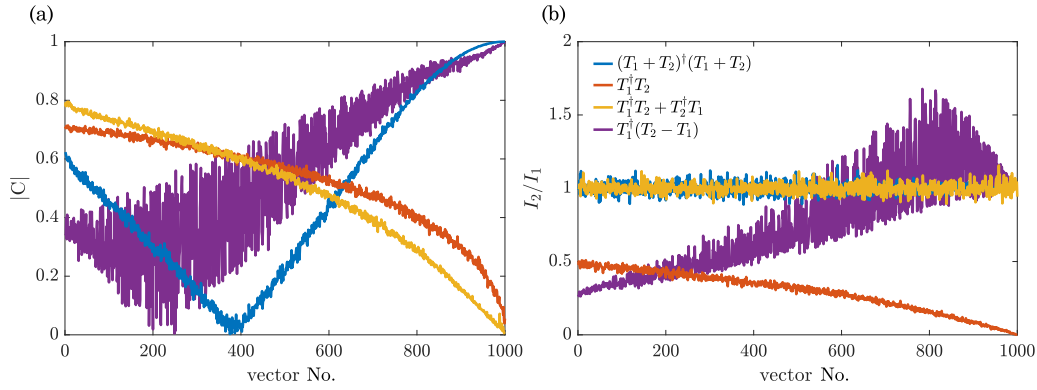 (a)
1
0.8
0.6
0.4
0.2
0
|C|
0 200 400 600 800 1000
vector No.
(b)
2
1.5
1
0.5
0
I₂/I₁
(T₁ + T₂)†(T₁ + T₂)
T₁†T₂
T₁†T₂ + T₂†T₁
T₁†(T₂ − T₁)
0 200 400 600 800 1000
vector No.